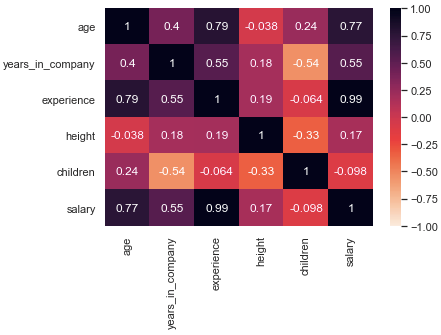 age 1 0.4 0.79 -0.038 0.24 0.77
years_in_company 0.4 1 0.55 0.18 -0.54 0.55
experience 0.79 0.55 1 0.19 -0.064 0.99
height -0.038 0.18 0.19 1 -0.33 0.17
children 0.24 -0.54 -0.064 -0.33 1 -0.098
salary 0.77 0.55 0.99 0.17 -0.098 1
age
years_in_company
experience
height
children
salary
1.00
0.75
0.50
0.25
0.00
−0.25
−0.50
−0.75
−1.00